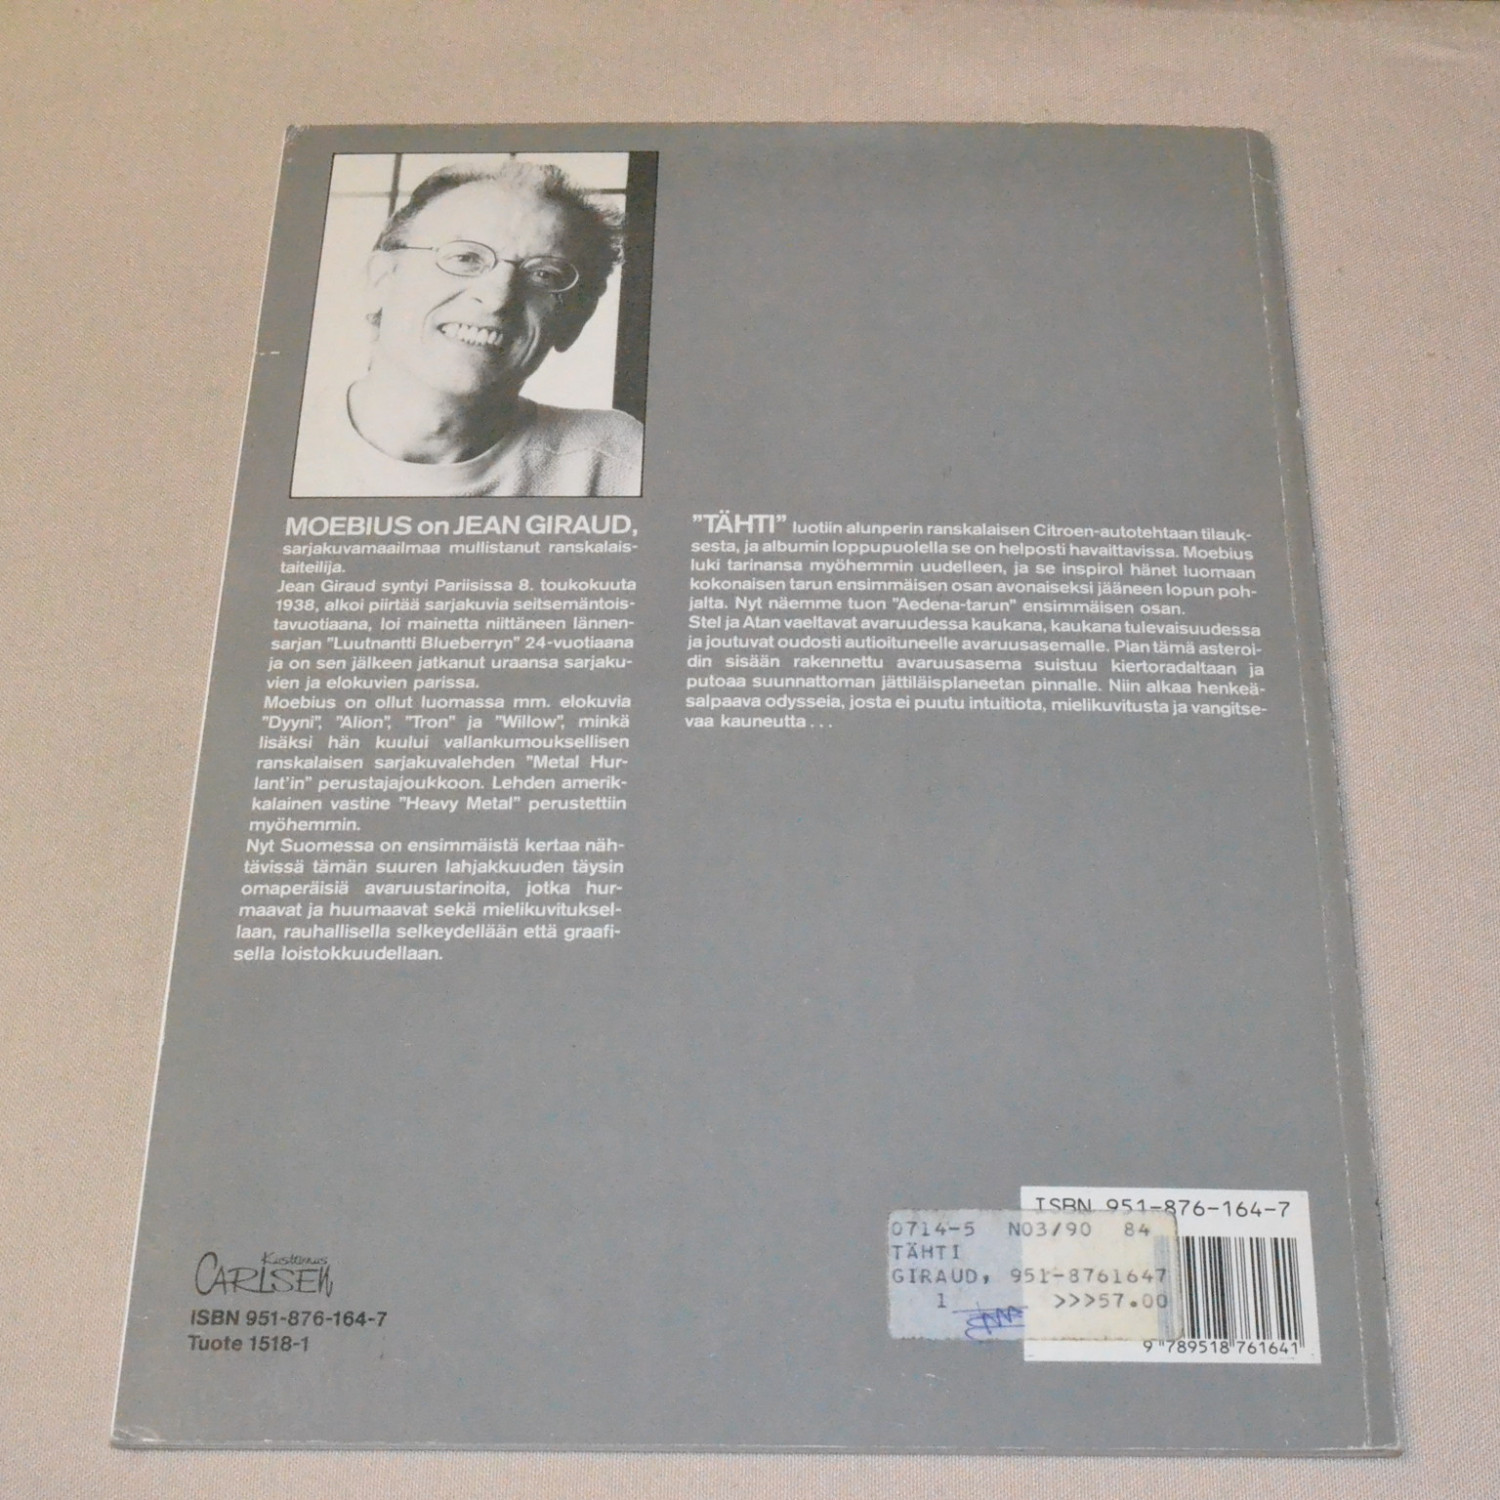 MOEBIUS on JEAN GIRAUD,
sarjakuvamaailmaa mullistanut ranskalais-
taiteilija.
Jean Giraud syntyi Pariisissa 8. toukokuuta
1938, alkoi piirtää sarjakuvia seitsemäntois-
tavuotiaana, loi mainetta niittäneen lännen-
sarjan "Luutnantti Blueberryn" 24-vuotiaana
ja on sen jälkeen jatkanut uraansa sarjaku-
vien ja elokuvien parissa.
Moebius on ollut luomassa mm. elokuvia
"Dyyni", "Alion", "Tron" ja "Willow", minkä
lisäksi hän kuului vallankumouksellisen
ranskalaisen sarjakuvalehden "Metal Hur-
lant'in" perustajajoukkoon. Lehden amerik-
kalainen vastine "Heavy Metal" perustettiin
myöhemmin.
Nyt Suomessa on ensimmäistä kertaa näh-
tävissä tämän suuren lahjakkuuden täysin
omaperäisiä avaruustarinoita, jotka hur-
maavat ja huumaavat sekä mielikuvituksel-
laan, rauhallisella selkeydellään että graafi-
sella loistokkuudellaan.
"TÄHTI" luotiin alunperin ranskalaisen Citroen-autotehtaan tilauk-
sesta, ja albumin loppupuolella se on helposti havaittavissa. Moebius
luki tarinansa myöhemmin uudelleen, ja se inspirol hänet luomaan
kokonaisen tarun ensimmäisen osan avonaiseksi jääneen lopun poh-
jalta. Nyt näemme tuon "Aedena-tarun" ensimmäisen osan.
Stel ja Atan vaeltavat avaruudessa kaukana, kaukana tulevaisuudessa
ja joutuvat oudosti autioituneelle avaruusasemalle. Pian tämä asteroi-
din sisään rakennettu avaruusasema suistuu kiertoradaltaan ja
putoaa suunnattoman jättiläisplaneetan pinnalle. Niin alkaa henkeä-
salpaava odysseia, josta ei puutu intuitiota, mielikuvitusta ja vangitse-
vaa kauneutta . . .
Kustannus
CARLSEN
ISBN 951-876-164-7
Tuote 1518-1
ISBN 951-876-164-7
0714-5 NO3/90 84
TÄHTI
GIRAUD, 951-8761647
1 >>>57.00
9 789518 761641